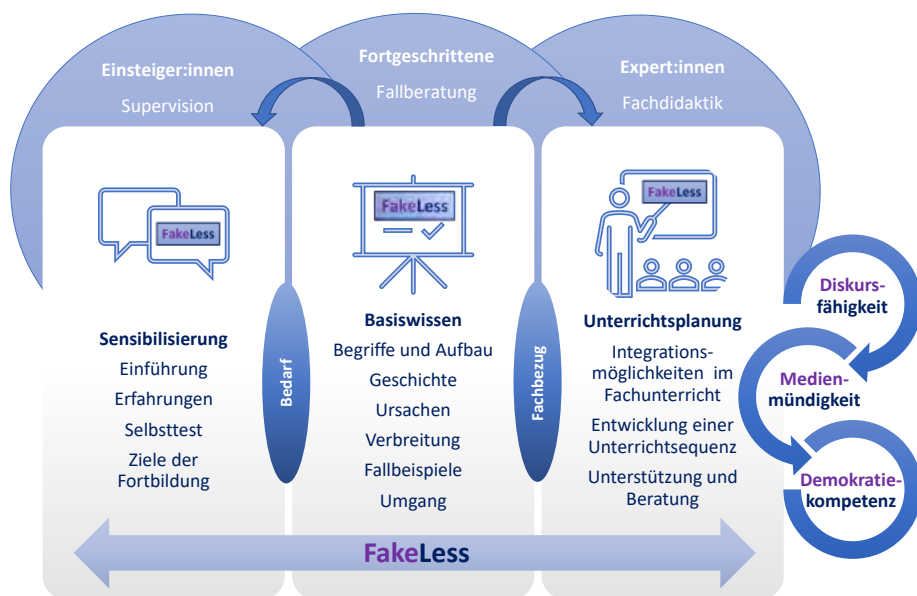 Einsteiger:innen
Supervision
Fortgeschrittene
Fallberatung
Expert:innen
Fachdidaktik
FakeLess
Sensibilisierung
Einführung
Erfahrungen
Selbsttest
Ziele der
Fortbildung
Bedarf
FakeLess
Basiswissen
Begriffe und Aufbau
Geschichte
Ursachen
Verbreitung
Fallbeispiele
Umgang
Fachbezug
FakeLess
Unterrichtsplanung
Integrations-
möglichkeiten im
Fachunterricht
Entwicklung einer
Unterrichtsequenz
Unterstützung und
Beratung
Diskurs-
fähigkeit
Medien-
mündigkeit
Demokratie-
kompetenz
FakeLess